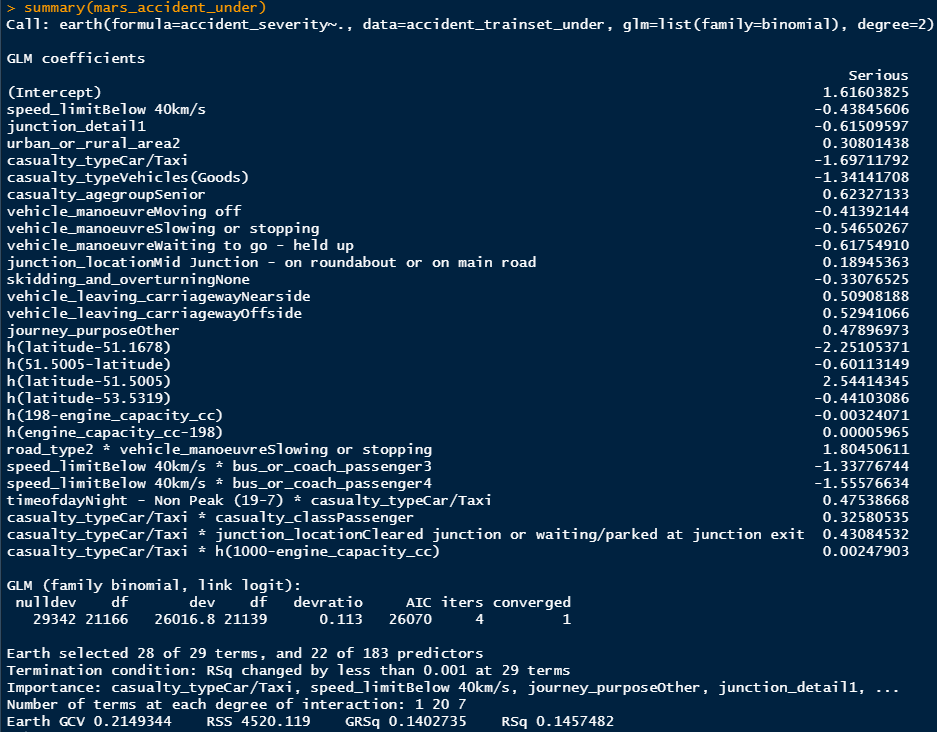 > summary(mars_accident_under)
Call: earth(formula=accident_severity~., data=accident_trainset_under, glm=list(family=binomial), degree=2)
GLM coefficients
Serious
(Intercept) 1.61603825
speed_limitBelow 40km/s -0.43845606
junction_detail1 -0.61509597
urban_or_rural_area2 0.30801438
casualty_typeCar/Taxi -1.69711792
casualty_typeVehicles(Goods) -1.34141708
casualty_agegroupSenior 0.62327133
vehicle_manoeuvreMoving off -0.41392144
vehicle_manoeuvreSlowing or stopping -0.54650267
vehicle_manoeuvreWaiting to go - held up -0.61754910
junction_locationMid Junction - on roundabout or on main road 0.18945363
skidding_and_overturningNone -0.33076525
vehicle_leaving_carriagewayNearside 0.50908188
vehicle_leaving_carriagewayOffside 0.52941066
journey_purposeOther 0.47896973
h(latitude-51.1678) -2.25105371
h(51.5005-latitude) -0.60113149
h(latitude-51.5005) 2.54414345
h(latitude-53.5319) -0.44103086
h(198-engine_capacity_cc) -0.00324071
h(engine_capacity_cc-198) 0.00005965
road_type2 * vehicle_manoeuvreSlowing or stopping 1.80450611
speed_limitBelow 40km/s * bus_or_coach_passenger3 -1.33776744
speed_limitBelow 40km/s * bus_or_coach_passenger4 -1.55576634
timeofdayNight - Non Peak (19-7) * casualty_typeCar/Taxi 0.47538668
casualty_typeCar/Taxi * casualty_classPassenger 0.32580535
casualty_typeCar/Taxi * junction_locationCleared junction or waiting/parked at junction exit 0.43084532
casualty_typeCar/Taxi * h(1000-engine_capacity_cc) 0.00247903
GLM (family binomial, link logit):
nulldev df dev df devratio AIC iters converged
29342 21166 26016.8 21139 0.113 26070 4 1
Earth selected 28 of 29 terms, and 22 of 183 predictors
Termination condition: RSq changed by less than 0.001 at 29 terms
Importance: casualty_typeCar/Taxi, speed_limitBelow 40km/s, journey_purposeOther, junction_detail1, ...
Number of terms at each degree of interaction: 1 20 7
Earth GCV 0.2149344 RSS 4520.119 GRSq 0.1402735 RSq 0.1457482